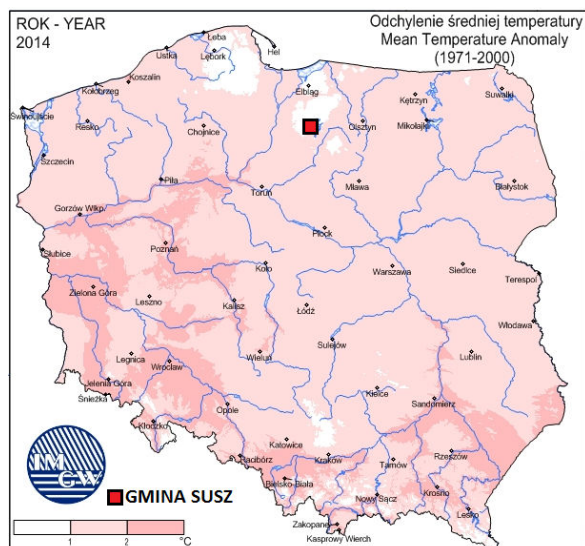 ROK - YEAR
2014
Odchylenie średniej temperatury
Mean Temperature Anomaly
(1971-2000)
Łeba
Ustka
Lębork
Hel
Koszalin
Kołobrzeg
Elbląg
Suwałki
Kętrzyn
Świnoujście
Resko
Chojnice
Olsztyn
Mikołajki
Szczecin
Piła
Toruń
Mława
Białystok
Gorzów Wlkp.
Płock
Słubice
Poznań
Koło
Warszawa
Siedlce
Terespol
Zielona Góra
Leszno
Kalisz
Łódź
Włodawa
Sulejów
Legnica
Wieluń
Lublin
Wrocław
Jelenia Góra
Śnieżka
Kielce
Sandomierz
Opole
Kłodzko
Katowice
Racibórz
Kraków
Tarnów
Rzeszów
Bielsko-Biała
Nowy Sącz
Krosno
Lesko
Zakopane
Kasprowy Wierch
IM
GW
GMINA SUSZ
1 2 °C